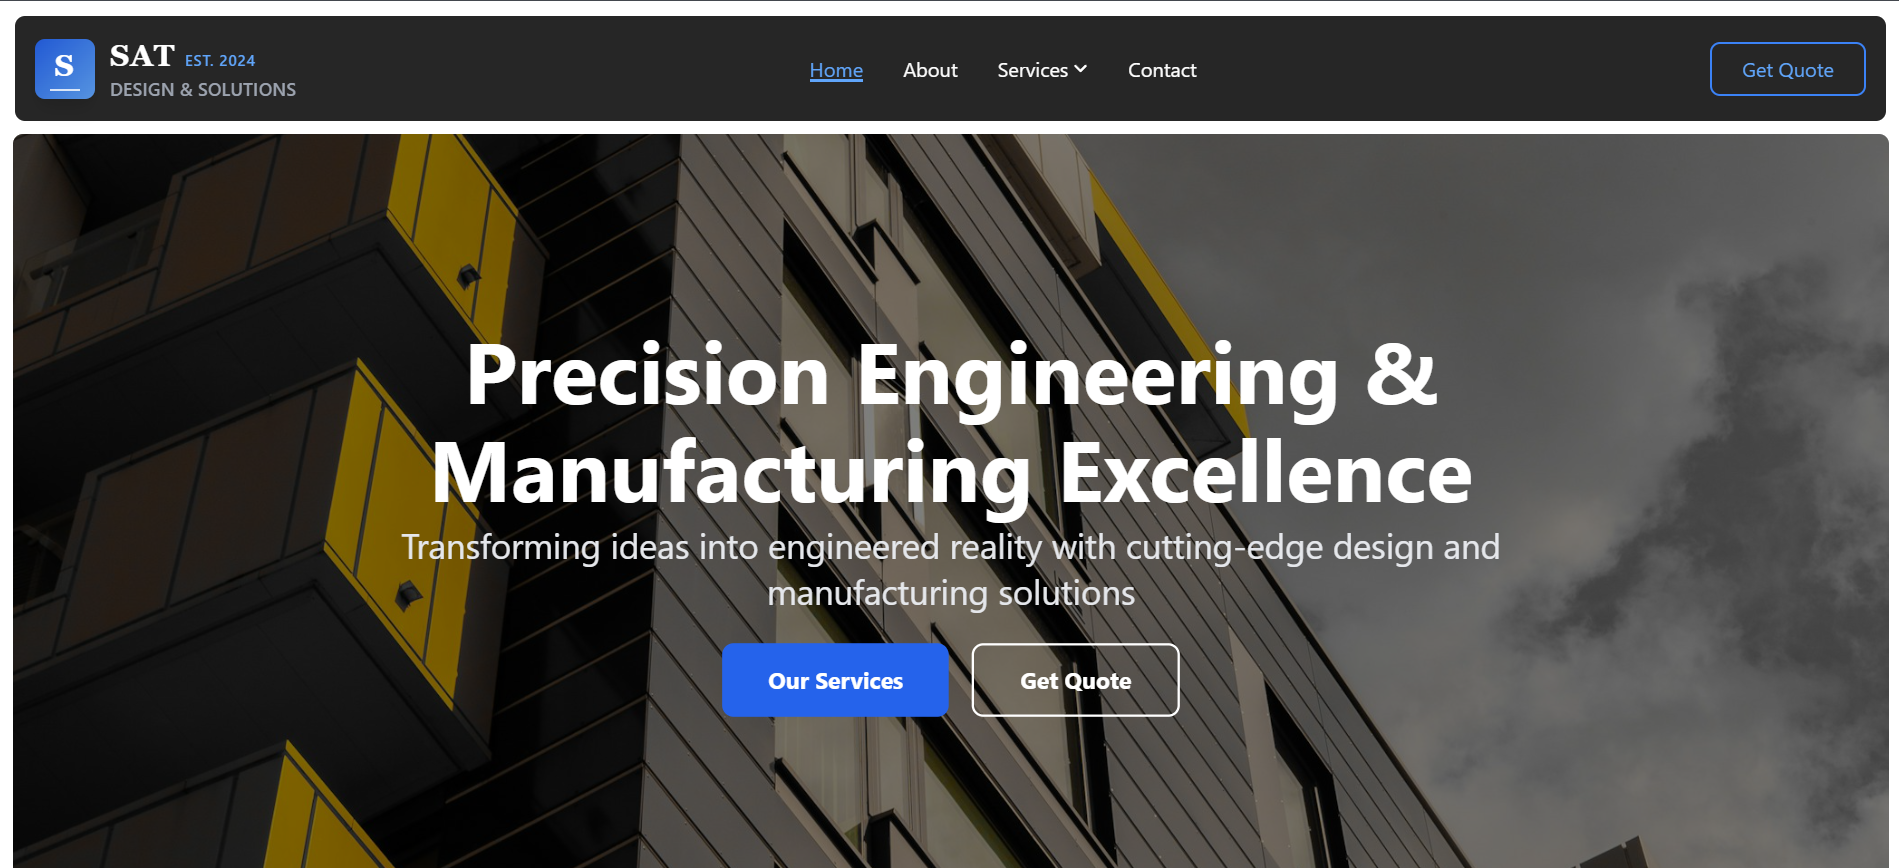 S
SAT EST. 2024
DESIGN & SOLUTIONS
Home About Services Contact
Get Quote
Precision Engineering &
Manufacturing Excellence
Transforming ideas into engineered reality with cutting-edge design and
manufacturing solutions
Our Services Get Quote